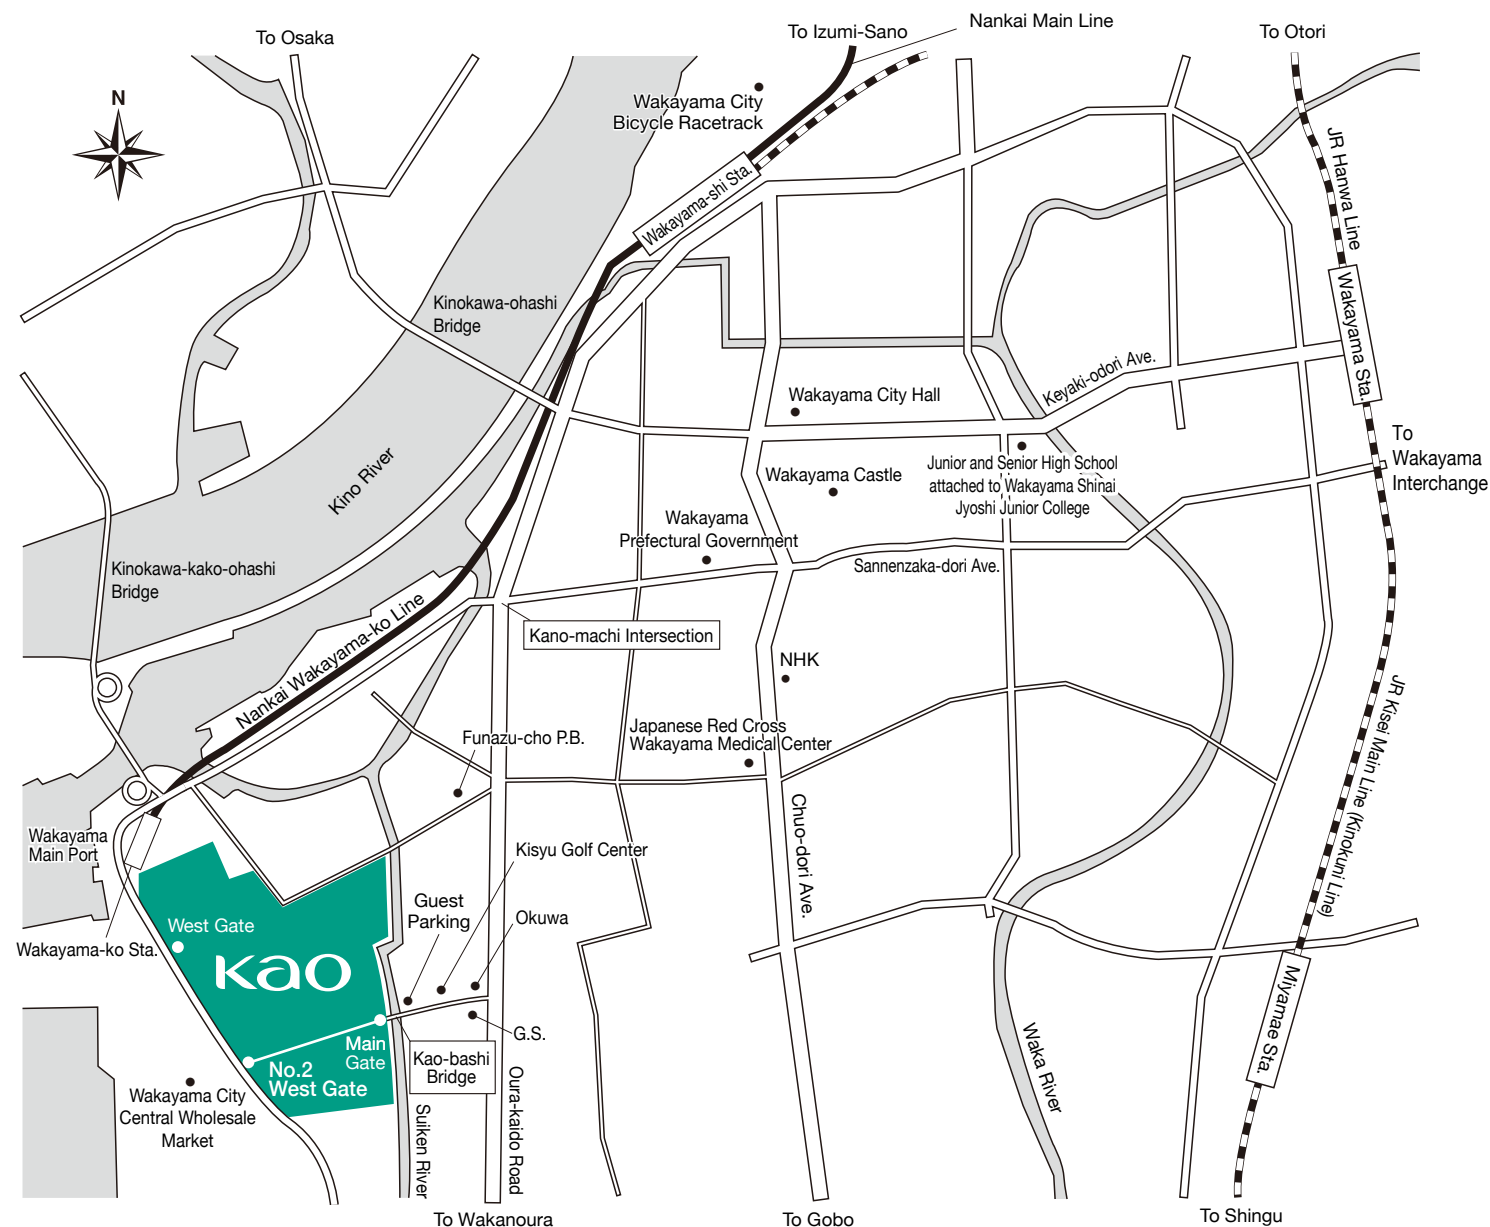 Nankai Main Line
To Izumi-Sano
To Otori
To Osaka
N
Wakayama City
Bicycle Racetrack
JR Hanwa Line
Wakayama-shi Sta.
Kinokawa-ohashi
Bridge
Wakayama Sta.
Keyaki-odori Ave.
Wakayama City Hall
To
Wakayama
Interchange
Junior and Senior High School
attached to Wakayama Shinai
Jyoshi Junior College
Wakayama Castle
Kino River
Wakayama
Prefectural Government
Sannenzaka-dori Ave.
Kinokawa-kako-ohashi
Bridge
Nankai Wakayama-ko Line
Kano-machi Intersection
NHK
JR Kisei Main Line (Kinokuni Line)
Funazu-cho P.B.
Japanese Red Cross
Wakayama Medical Center
Chuo-dori Ave.
Wakayama
Main Port
Kisyu Golf Center
Guest
Parking
Okuwa
West Gate
Wakayama-ko Sta.
Kao
Miyamae Sta.
G.S.
Main
Gate
Kao-bashi
Bridge
No.2
West Gate
Waka River
Wakayama City
Central Wholesale
Market
Suiken River
Oura-kaido Road
To Wakanoura
To Gobo
To Shingu